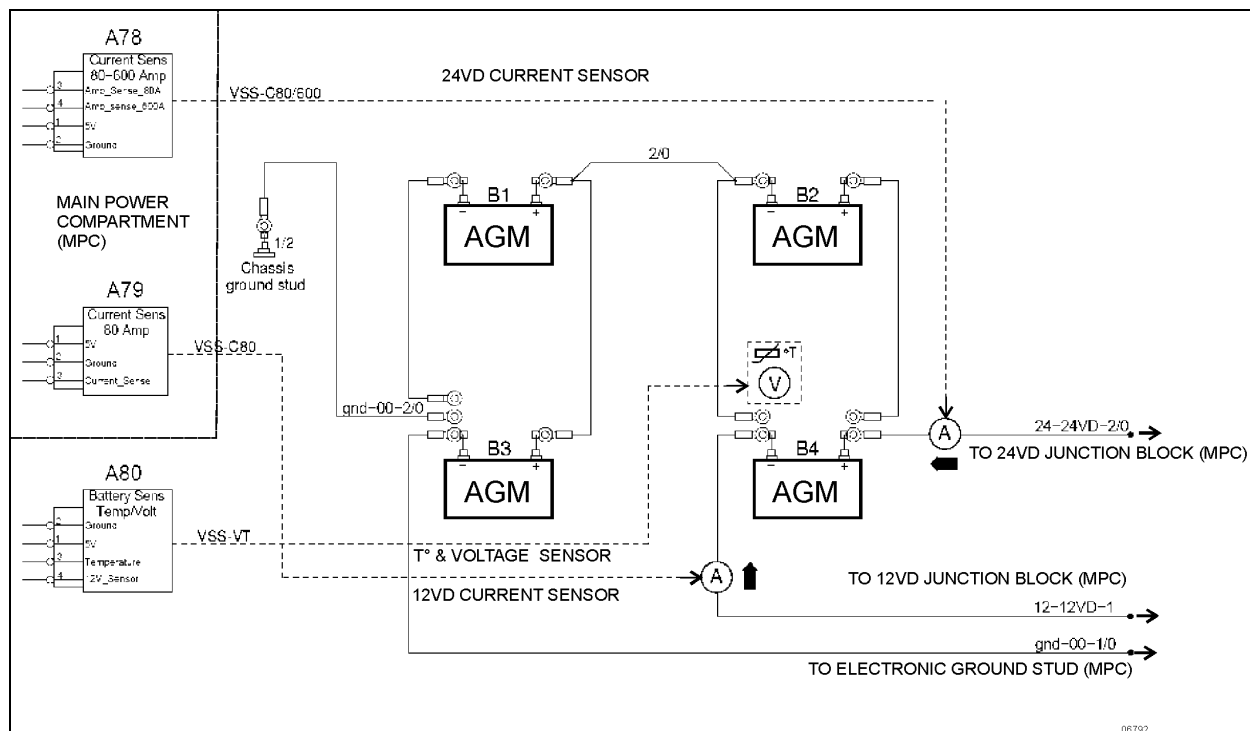 A78
Current Sens
80-600 Amp
3
Amp_Sense_80A
4
Amp_sense_600A
1
5V
2
Ground
VSS-C80/600
24VD CURRENT SENSOR
MAIN POWER
COMPARTMENT
(MPC)
1/2
Chassis
ground stud
2/0
B1
- +
AGM
B2
- +
AGM
A79
Current Sens
80 Amp
1
5V
2
Ground
3
Current_Sense
VSS-C80
°T
V
gnd-00-2/0
B3
- +
AGM
B4
- +
AGM
A
24-24VD-2/0
TO 24VD JUNCTION BLOCK (MPC)
A80
Battery Sens
Temp/Volt
2
Ground
1
5V
3
Temperature
4
12V_Sensor
VSS-VT
T° & VOLTAGE SENSOR
A
12VD CURRENT SENSOR
TO 12VD JUNCTION BLOCK (MPC)
12-12VD-1
gnd-00-1/0
TO ELECTRONIC GROUND STUD (MPC)
06792